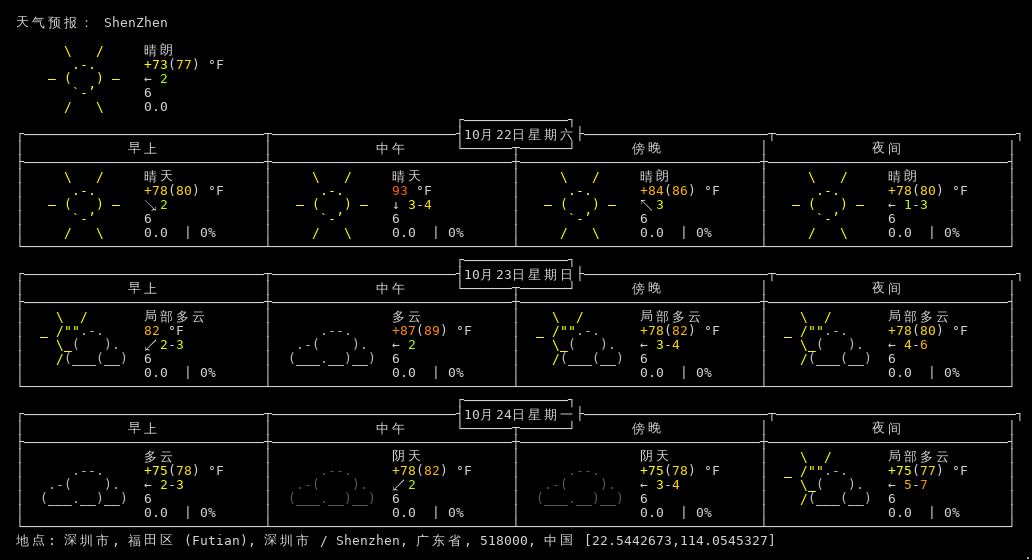 天气预报： ShenZhen
晴朗
+73(77) °F
← 2
6
0.0
10月22日星期六
早上 中午 傍晚 夜间
晴天 晴天 晴朗 晴朗
+78(80) °F 93 °F +84(86) °F +78(80) °F
↘ 2 ↓ 3-4 ↖ 3 ← 1-3
6 6 6 6
0.0 | 0% 0.0 | 0% 0.0 | 0% 0.0 | 0%
10月23日星期日
早上 中午 傍晚 夜间
局部多云 多云 局部多云 局部多云
82 °F +87(89) °F +78(82) °F +78(80) °F
↙ 2-3 ← 2 ← 3-4 ← 4-6
6 6 6 6
0.0 | 0% 0.0 | 0% 0.0 | 0% 0.0 | 0%
10月24日星期一
早上 中午 傍晚 夜间
多云 阴天 阴天 局部多云
+75(78) °F +78(82) °F +75(78) °F +75(77) °F
← 2-3 ↙ 2 ← 3-4 ← 5-7
6 6 6 6
0.0 | 0% 0.0 | 0% 0.0 | 0% 0.0 | 0%
地点: 深圳市, 福田区 (Futian), 深圳市 / Shenzhen, 广东省, 518000, 中国 [22.5442673,114.0545327]